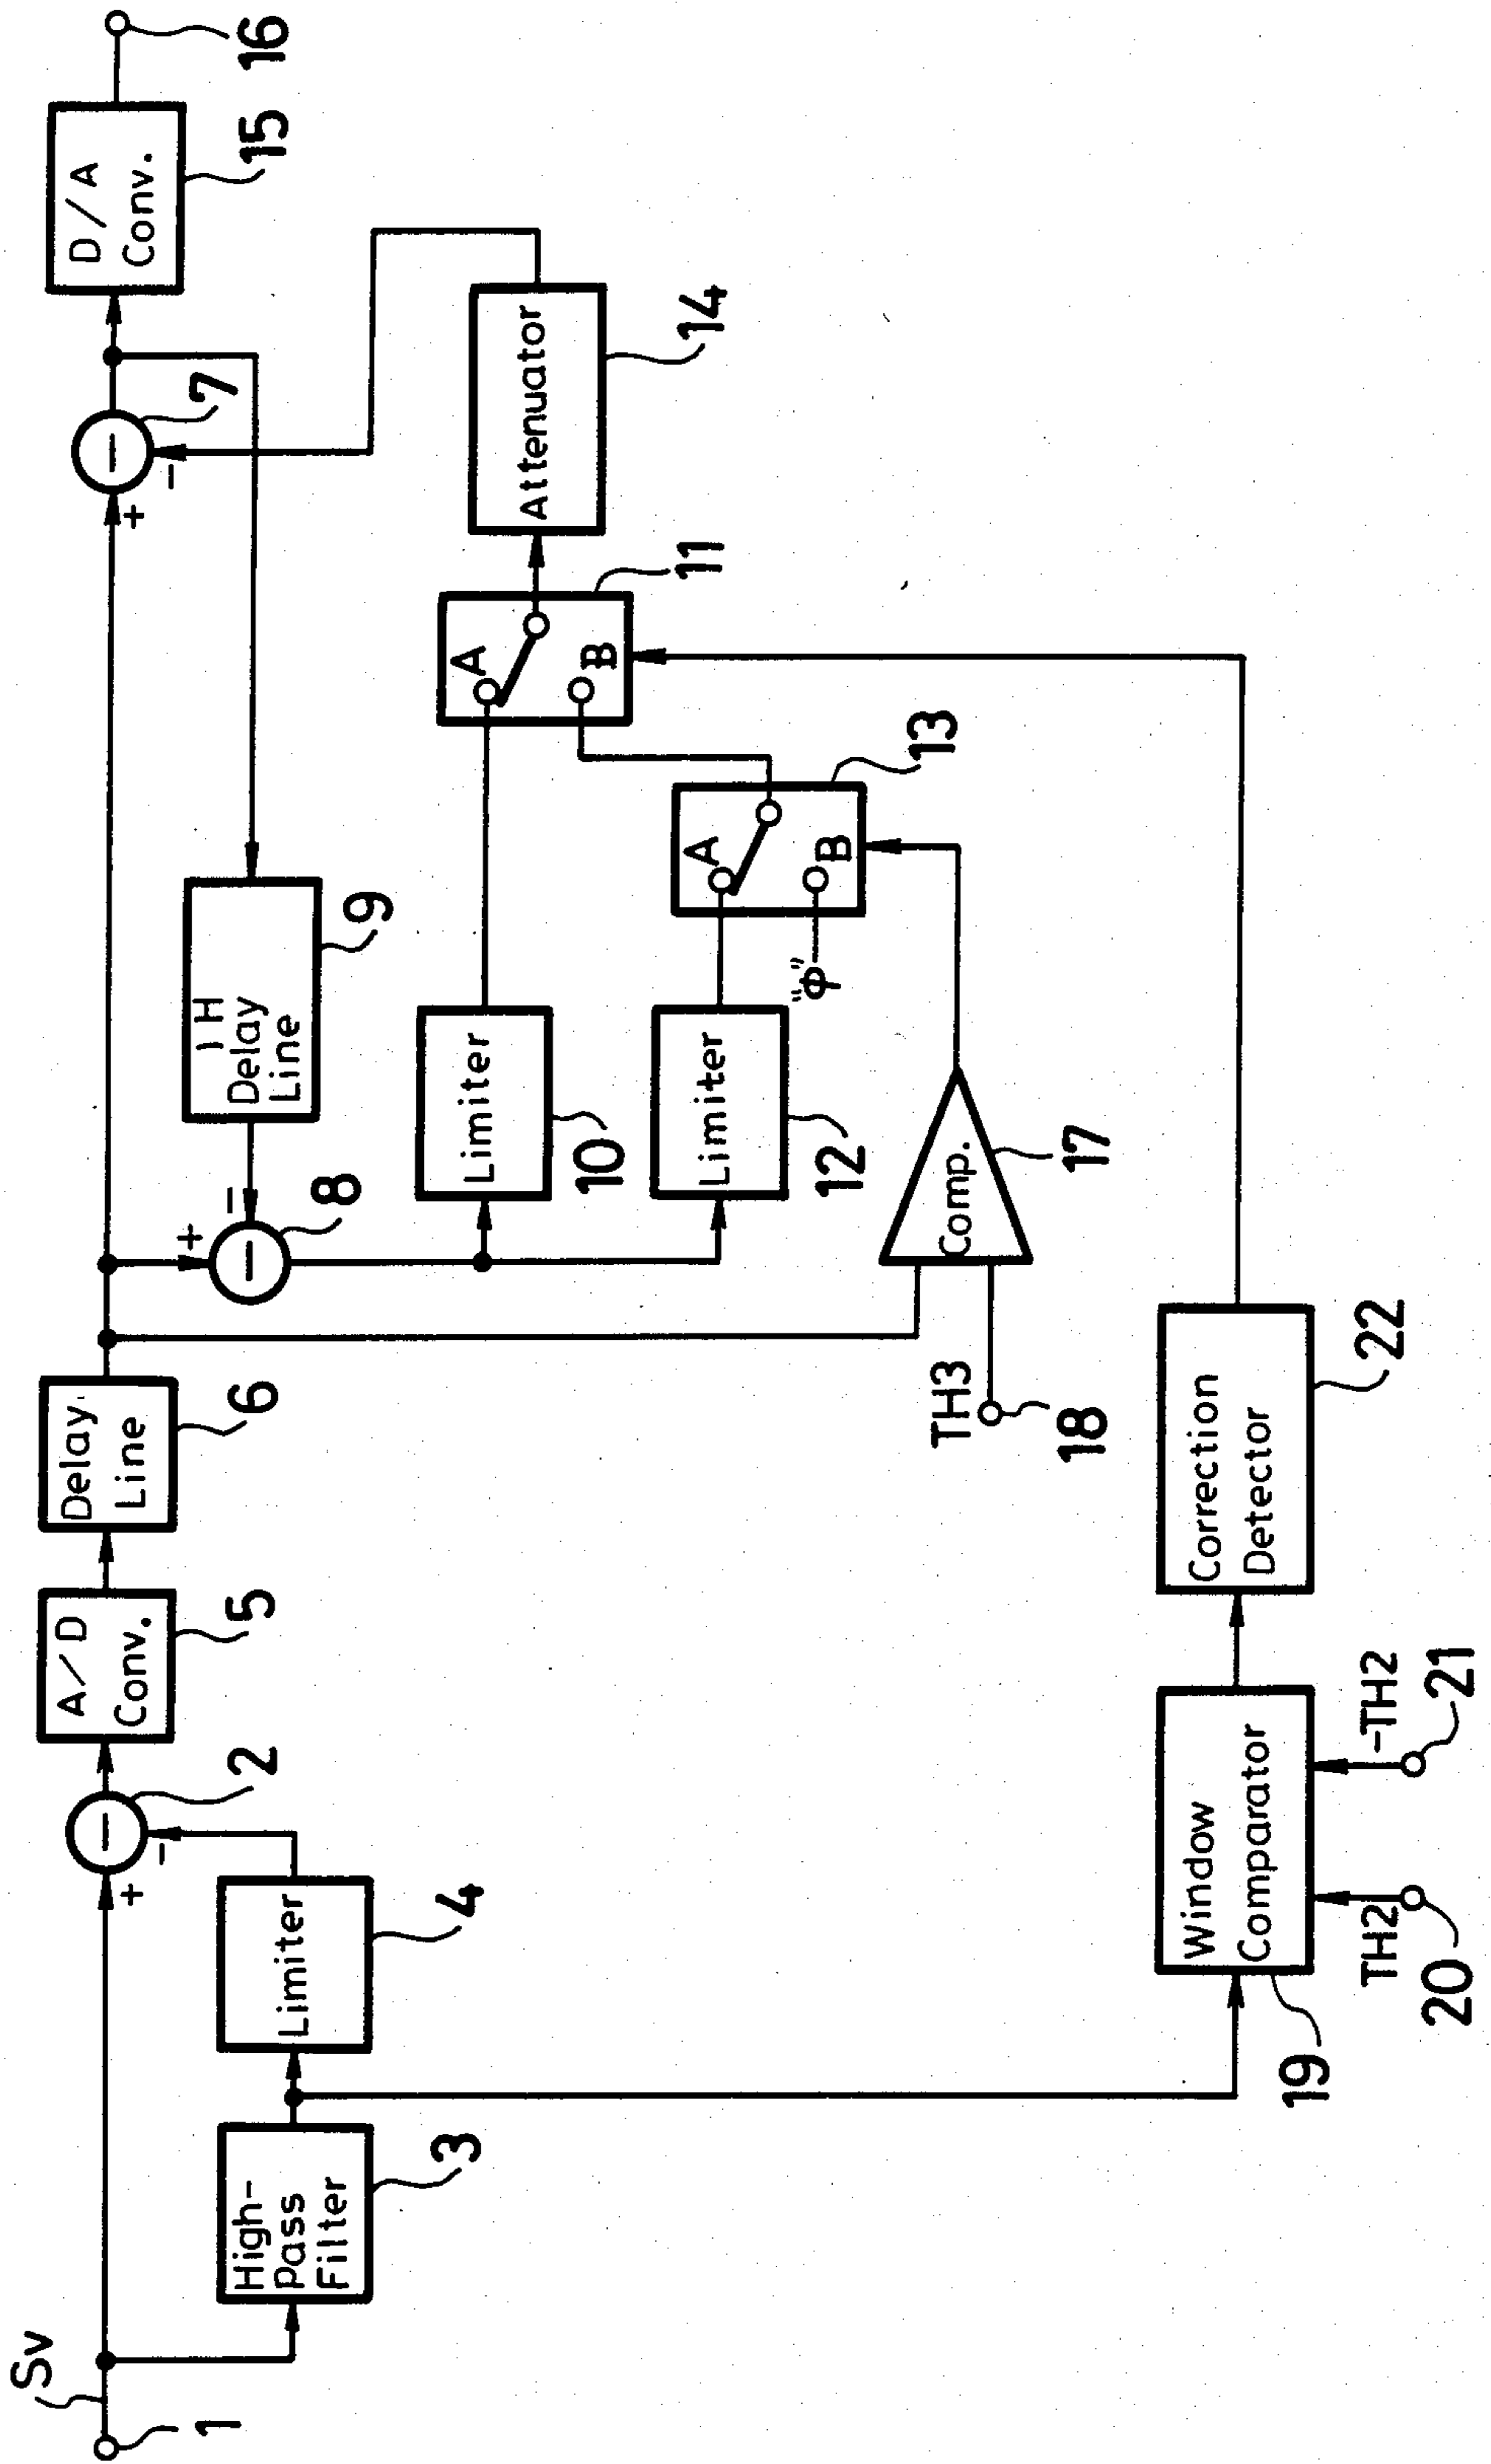 Sv
1
High-
pass
Filter
3
Limiter
4
+
-
2
A/D
Conv.
5
Delay
Line
6
+
-
8
1H
Delay
Line
9
+
-
7
D/A
Conv.
15
16
Limiter
10
Limiter
12
"φ"
A
B
13
A
B
11
Attenuator
14
Comp.
17
TH3
18
Window
Comparator
19
TH2
20
-TH2
21
Correction
Detector
22